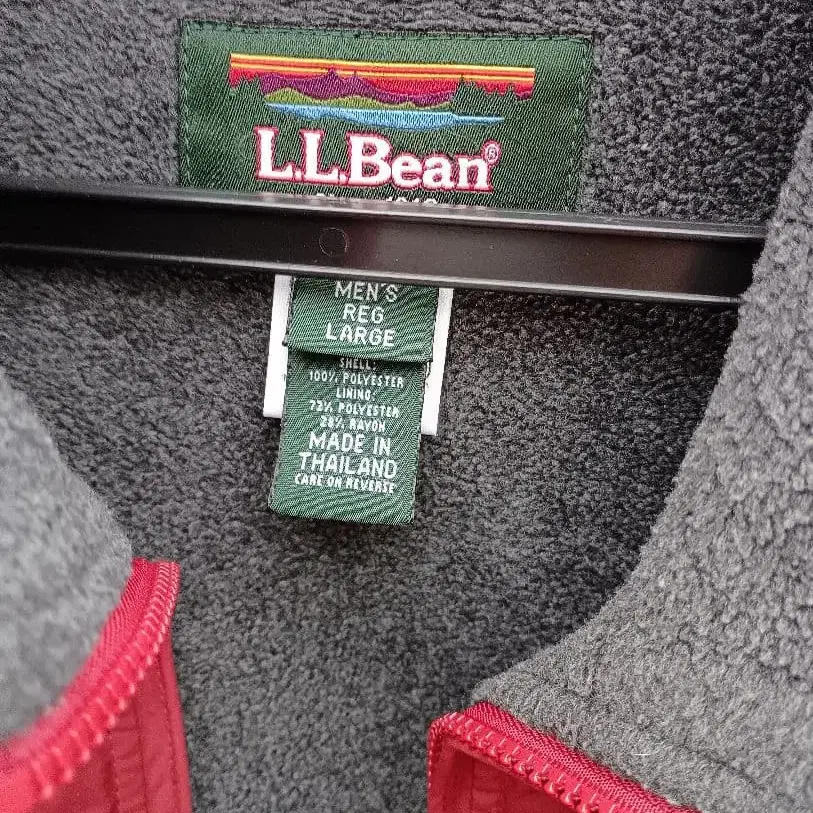 L.L.Bean®
MEN'S
REG
LARGE
SHELL:
100% POLYESTER
LINING:
72% POLYESTER
28% RAYON
MADE IN
THAILAND
CARE ON REVERSE